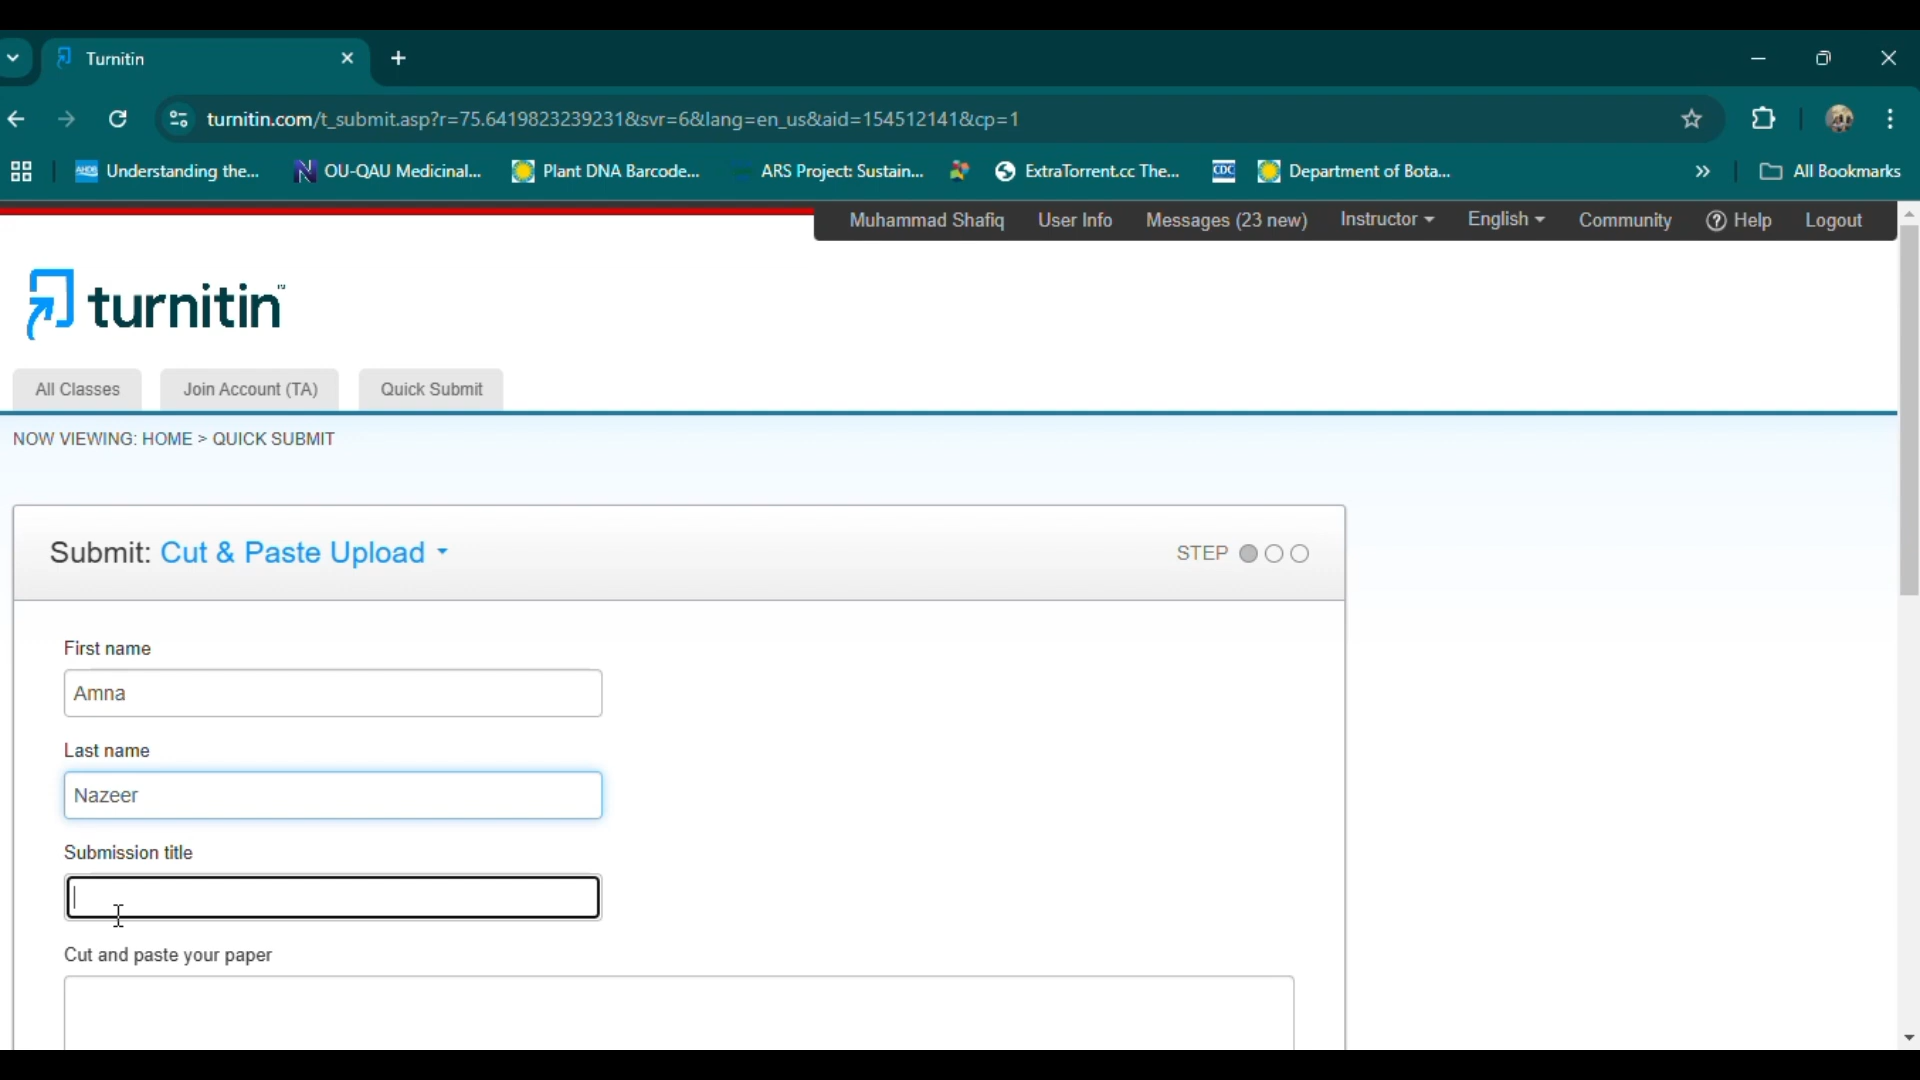 Turnitin
turnitin.com/t_submit.asp?r=75.6419823239231&svr=6&lang=en_us&aid=154512141&cp=1
AHDB Understanding the... OU-QAU Medicinal... Plant DNA Barcode... ARS Project: Sustain... ExtraTorrent.cc The... CDC Department of Bota... » All Bookmarks
Muhammad Shafiq User Info Messages (23 new) Instructor English Community ? Help Logout
turnitin™
All Classes Join Account (TA) Quick Submit
NOW VIEWING: HOME > QUICK SUBMIT
Submit: Cut & Paste Upload STEP
First name
Amna
Last name
Nazeer
Submission title
Cut and paste your paper